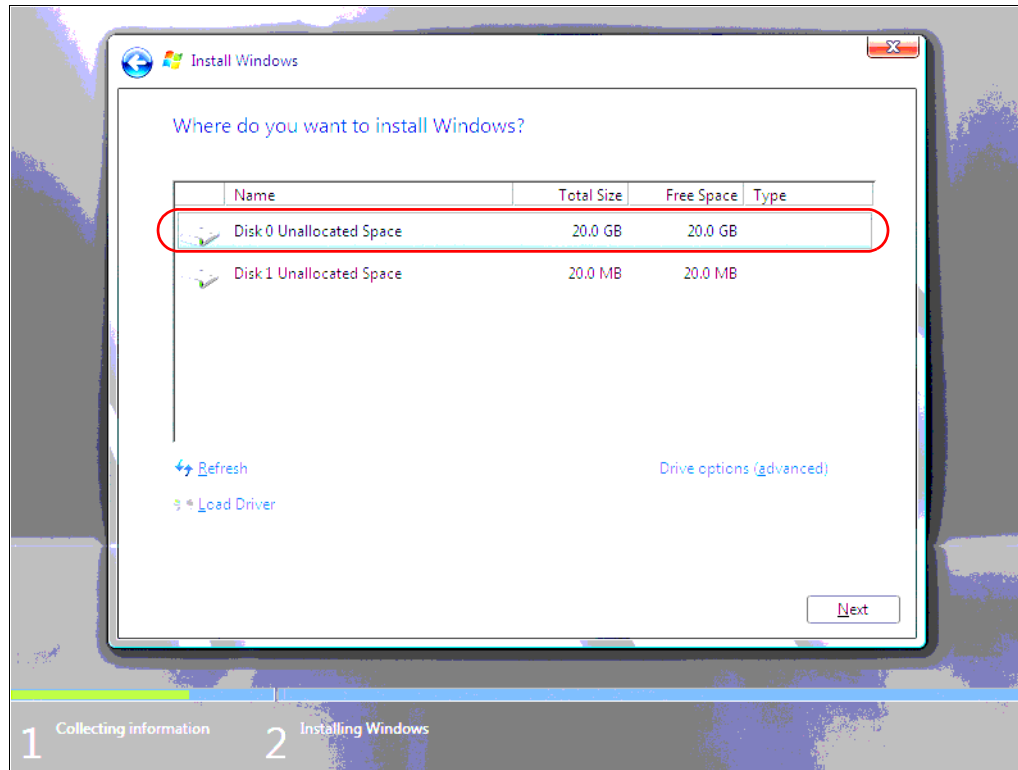 Install Windows
Where do you want to install Windows?
Name Total Size Free Space Type
Disk 0 Unallocated Space 20.0 GB 20.0 GB
Disk 1 Unallocated Space 20.0 MB 20.0 MB
Refresh Drive options (advanced)
Load Driver
Next
1 Collecting information 2 Installing Windows